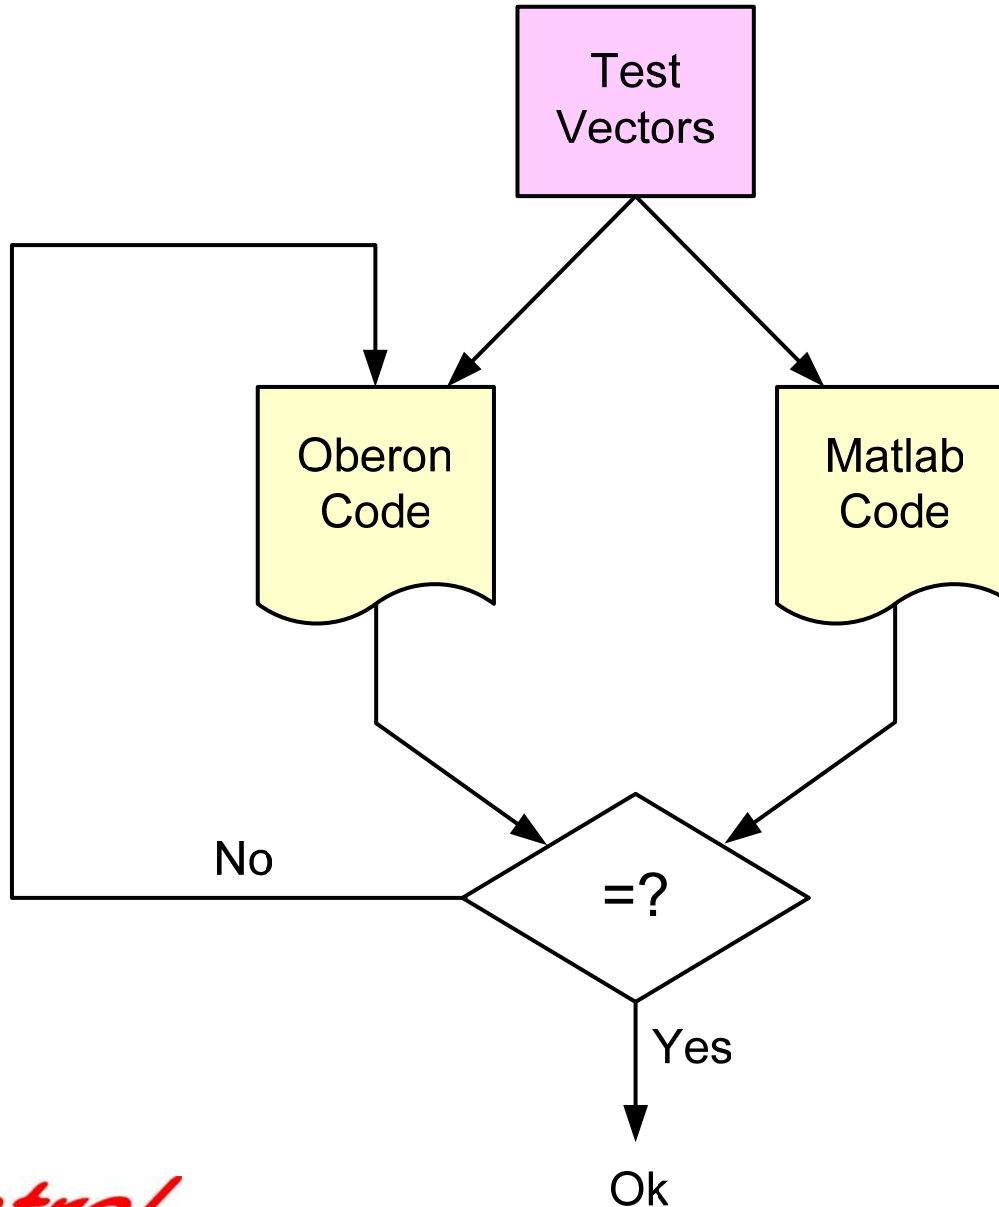 Test
Vectors
Oberon
Code
Matlab
Code
No
=?
Yes
Ok